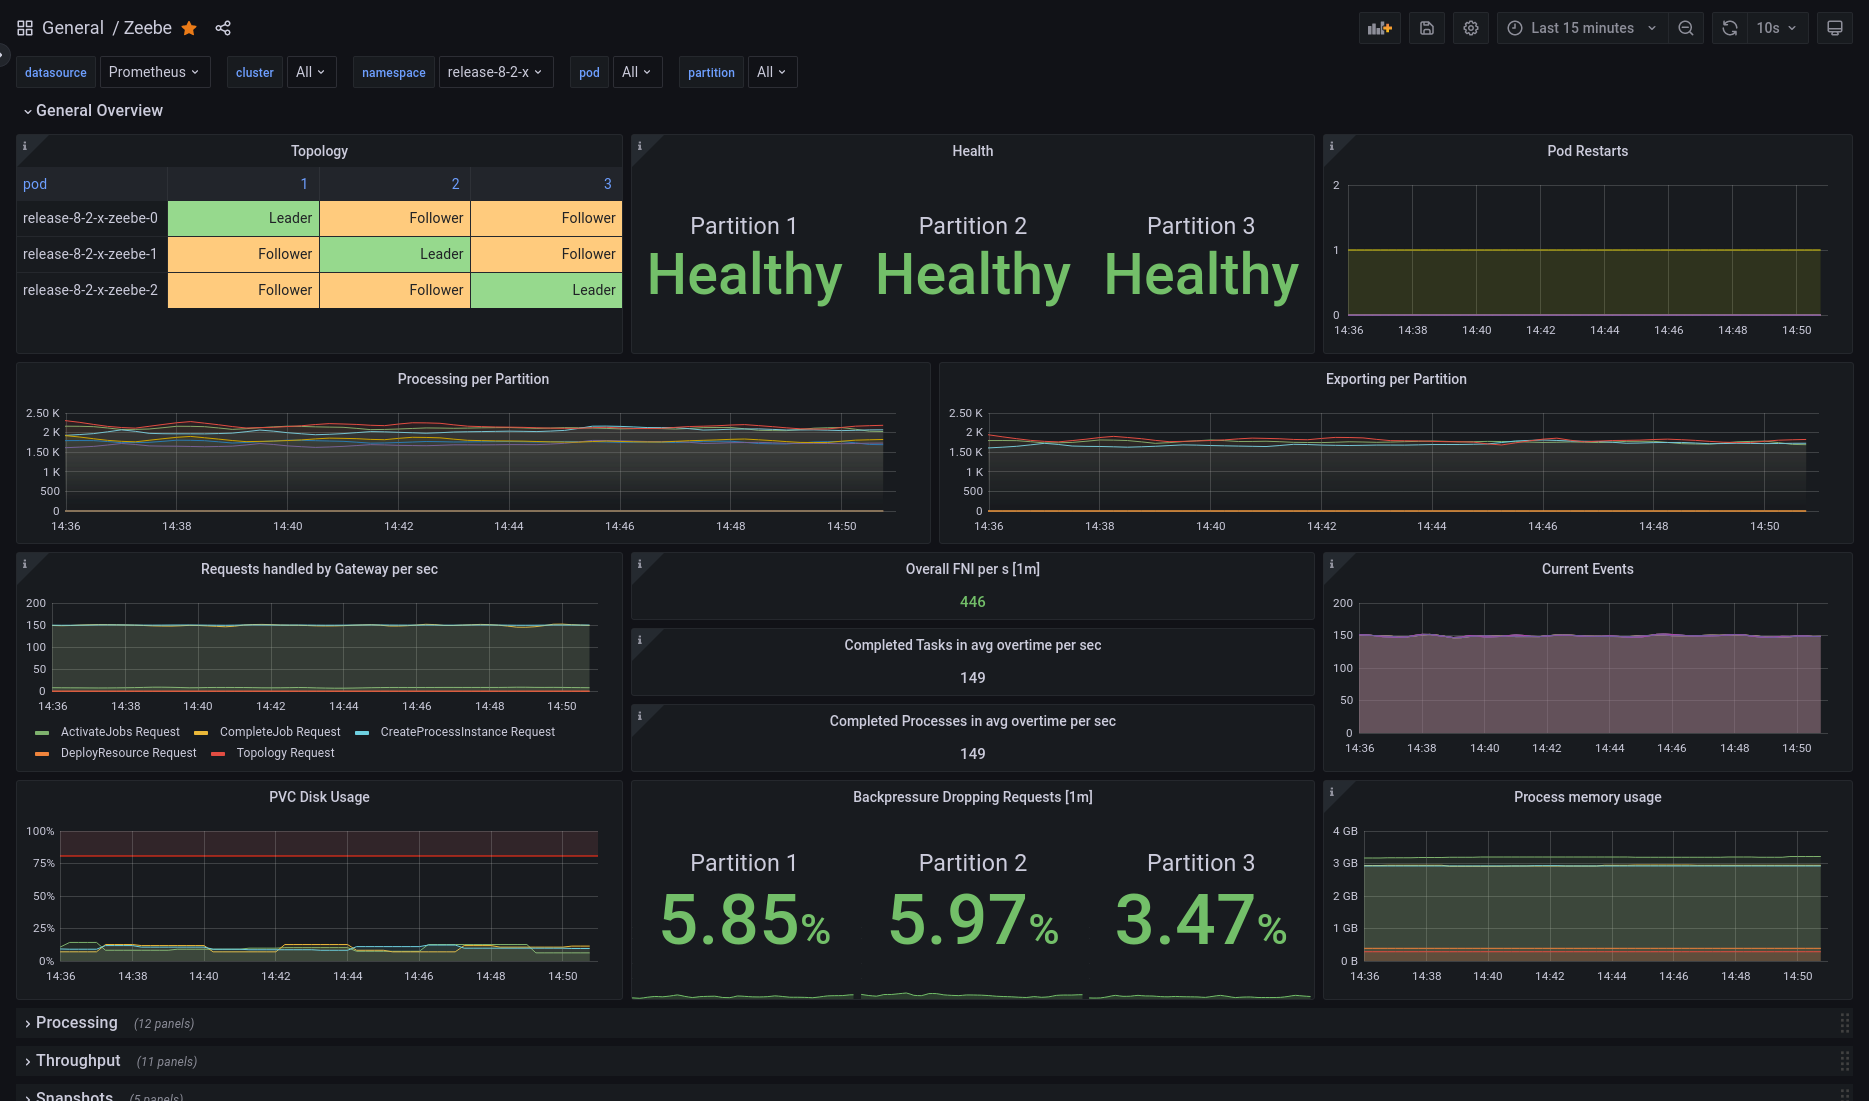 General / Zeebe
Last 15 minutes 10s
datasource Prometheus cluster All namespace release-8-2-x pod All partition All
General Overview
Topology
pod 1 2 3
release-8-2-x-zeebe-0 Leader Follower Follower
release-8-2-x-zeebe-1 Follower Leader Follower
release-8-2-x-zeebe-2 Follower Follower Leader
Health
Partition 1 Partition 2 Partition 3
Healthy Healthy Healthy
Pod Restarts
2
1
0
14:36 14:38 14:40 14:42 14:44 14:46 14:48 14:50
Processing per Partition
2.50 K
2 K
1.50 K
1 K
500
0
14:36 14:38 14:40 14:42 14:44 14:46 14:48 14:50
Exporting per Partition
2.50 K
2 K
1.50 K
1 K
500
0
14:36 14:38 14:40 14:42 14:44 14:46 14:48 14:50
Requests handled by Gateway per sec
200
150
100
50
0
14:36 14:38 14:40 14:42 14:44 14:46 14:48 14:50
ActivateJobs Request CompleteJob Request CreateProcessInstance Request
DeployResource Request Topology Request
Overall FNI per s [1m]
446
Completed Tasks in avg overtime per sec
149
Completed Processes in avg overtime per sec
149
Current Events
200
150
100
50
0
14:36 14:38 14:40 14:42 14:44 14:46 14:48 14:50
PVC Disk Usage
100%
75%
50%
25%
0%
14:36 14:38 14:40 14:42 14:44 14:46 14:48 14:50
Backpressure Dropping Requests [1m]
Partition 1 Partition 2 Partition 3
5.85% 5.97% 3.47%
Process memory usage
4 GB
3 GB
2 GB
1 GB
0 B
14:36 14:38 14:40 14:42 14:44 14:46 14:48 14:50
Processing (12 panels)
Throughput (11 panels)
Snapshots (5 panels)